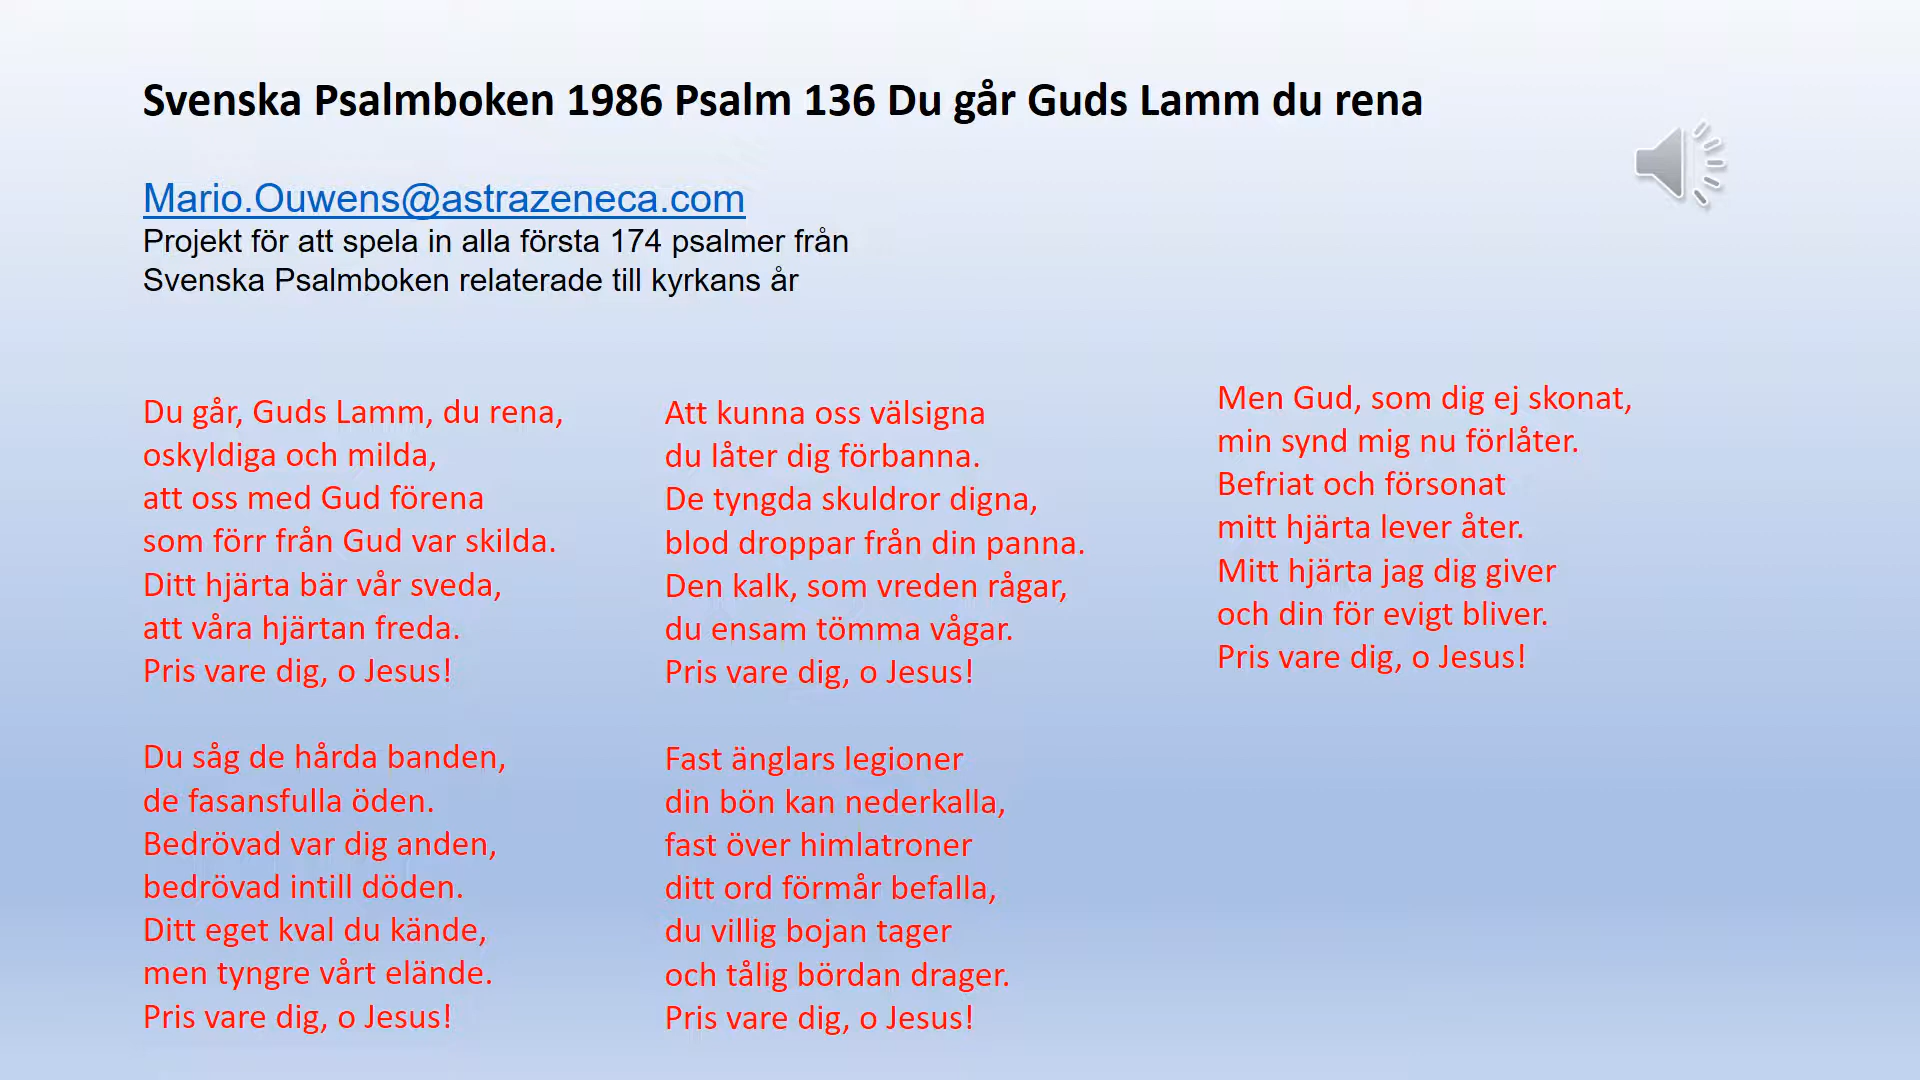 Svenska Psalmboken 1986 Psalm 136 Du går Guds Lamm du rena
Mario.Ouwens@astrazeneca.com
Projekt för att spela in alla första 174 psalmer från
Svenska Psalmboken relaterade till kyrkans år
Du går, Guds Lamm, du rena,
oskyldiga och milda,
att oss med Gud förena
som förr från Gud var skilda.
Ditt hjärta bär vår sveda,
att våra hjärtan freda.
Pris vare dig, o Jesus!
Du såg de hårda banden,
de fasansfulla öden.
Bedrövad var dig anden,
bedrövad intill döden.
Ditt eget kval du kände,
men tyngre vårt elände.
Pris vare dig, o Jesus!
Att kunna oss välsigna
du låter dig förbanna.
De tyngda skuldror digna,
blod droppar från din panna.
Den kalk, som vreden rågar,
du ensam tömma vågar.
Pris vare dig, o Jesus!
Fast änglars legioner
din bön kan nederkalla,
fast över himlatroner
ditt ord förmår befalla,
du villig bojan tager
och tålig bördan drager.
Pris vare dig, o Jesus!
Men Gud, som dig ej skonat,
min synd mig nu förlåter.
Befriat och försonat
mitt hjärta lever åter.
Mitt hjärta jag dig giver
och din för evigt bliver.
Pris vare dig, o Jesus!